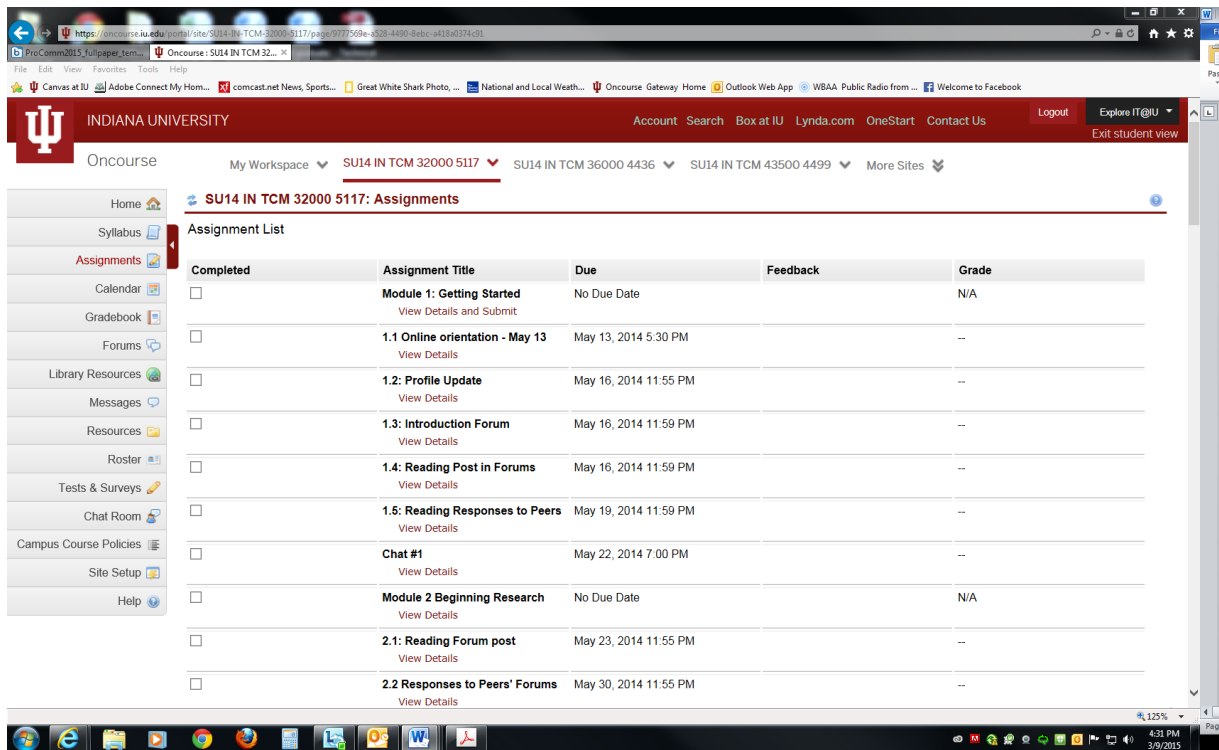 https://oncourse.iu.edu/portal/site/SU14-IN-TCM-32000-5117/page/9777569e-a528-4490-8ebc-a418a0374c91
ProComm2015_fullpaper_tem... Oncourse : SU14 IN TCM 32... ×
File Edit View Favorites Tools Help
Canvas at IU Adobe Connect My Hom... comcast.net News, Sports... Great White Shark Photo, ... National and Local Weath... Oncourse Gateway Home Outlook Web App WBAA Public Radio from ... Welcome to Facebook
INDIANA UNIVERSITY Account Search Box at IU Lynda.com OneStart Contact Us Logout Explore IT@IU
Exit student view
Oncourse My Workspace SU14 IN TCM 32000 5117 SU14 IN TCM 36000 4436 SU14 IN TCM 43500 4499 More Sites
Home
Syllabus
Assignments
Calendar
Gradebook
Forums
Library Resources
Messages
Resources
Roster
Tests & Surveys
Chat Room
Campus Course Policies
Site Setup
Help
SU14 IN TCM 32000 5117: Assignments
Assignment List
Completed Assignment Title Due Feedback Grade
Module 1: Getting Started No Due Date N/A
View Details and Submit
1.1 Online orientation - May 13 May 13, 2014 5:30 PM --
View Details
1.2: Profile Update May 16, 2014 11:55 PM --
View Details
1.3: Introduction Forum May 16, 2014 11:59 PM --
View Details
1.4: Reading Post in Forums May 16, 2014 11:59 PM --
View Details
1.5: Reading Responses to Peers May 19, 2014 11:59 PM --
View Details
Chat #1 May 22, 2014 7:00 PM --
View Details
Module 2 Beginning Research No Due Date N/A
View Details
2.1: Reading Forum post May 23, 2014 11:55 PM --
View Details
2.2 Responses to Peers' Forums May 30, 2014 11:55 PM --
View Details
125%
4:31 PM
3/9/2015